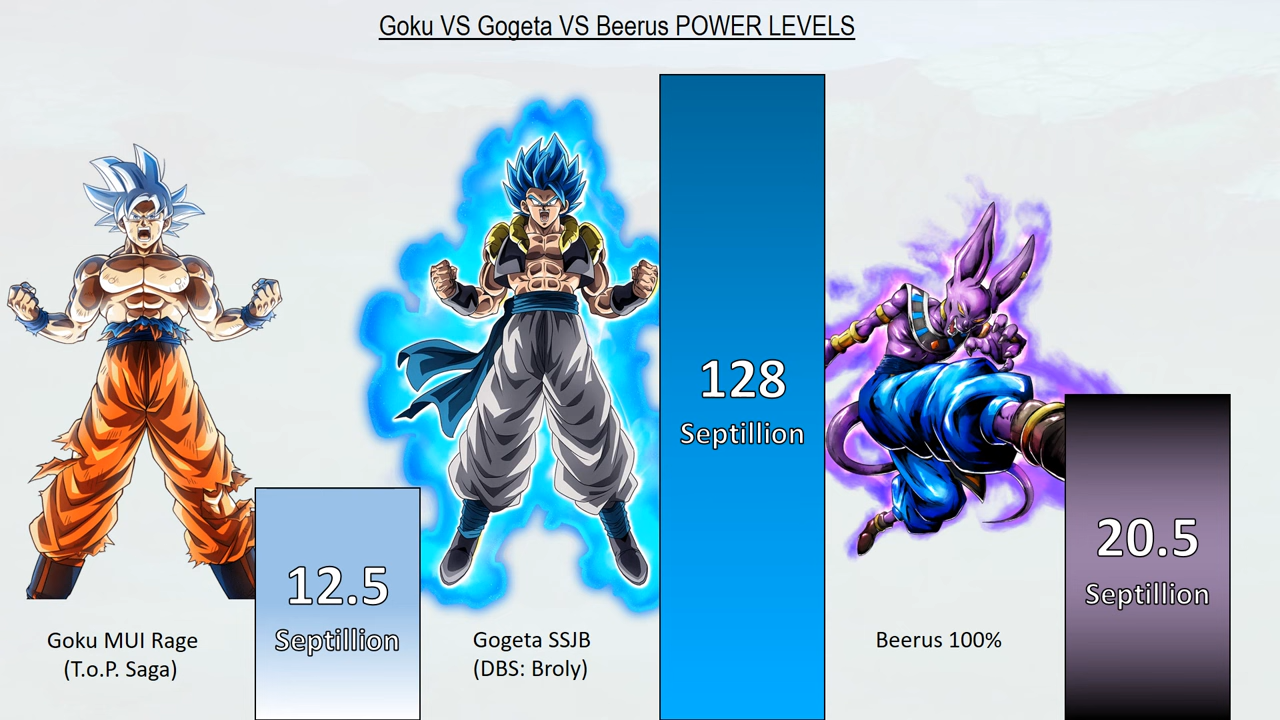 Goku VS Gogeta VS Beerus POWER LEVELS
128
Septillion
12.5
Septillion
20.5
Septillion
Goku MUI Rage
(T.o.P. Saga)
Gogeta SSJB
(DBS: Broly)
Beerus 100%